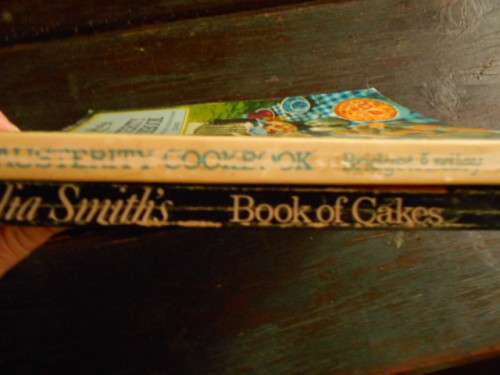 AUSTERITY COOKBOOK
lia Smith's Book of Cakes